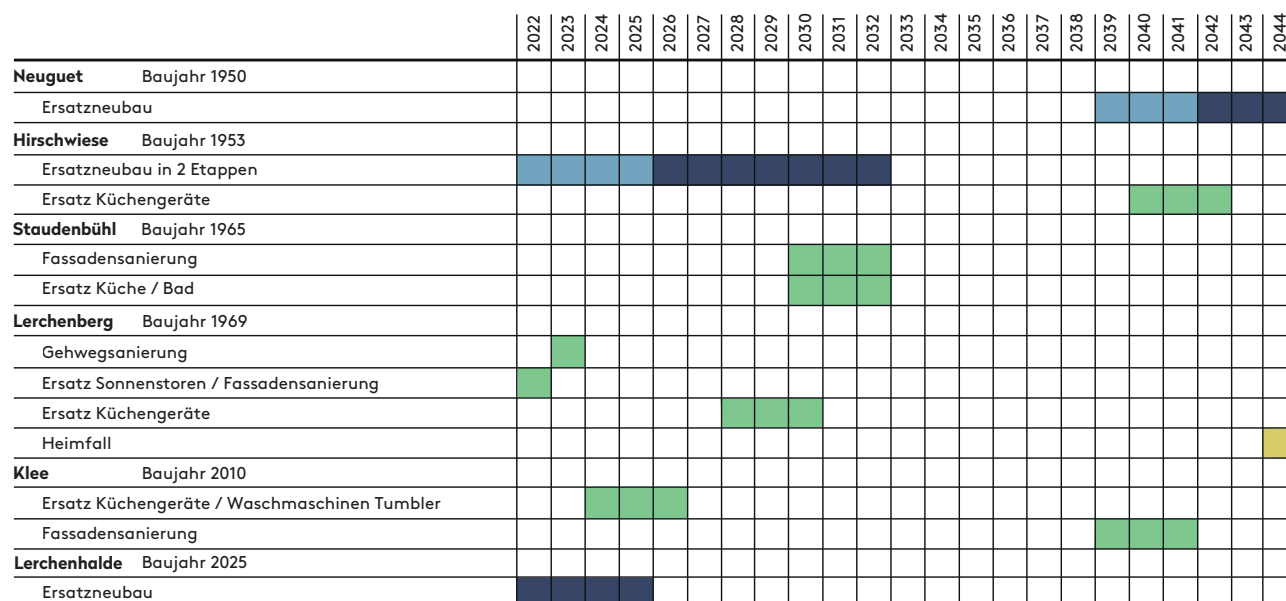 2022 2023 2024 2025 2026 2027 2028 2029 2030 2031 2032 2033 2034 2035 2036 2037 2038 2039 2040 2041 2042 2043 2044
Neuguet Baujahr 1950
Ersatzneubau
Hirschwiese Baujahr 1953
Ersatzneubau in 2 Etappen
Ersatz Küchengeräte
Staudenbühl Baujahr 1965
Fassadensanierung
Ersatz Küche / Bad
Lerchenberg Baujahr 1969
Gehwegsanierung
Ersatz Sonnenstoren / Fassadensanierung
Ersatz Küchengeräte
Heimfall
Klee Baujahr 2010
Ersatz Küchengeräte / Waschmaschinen Tumbler
Fassadensanierung
Lerchenhalde Baujahr 2025
Ersatzneubau